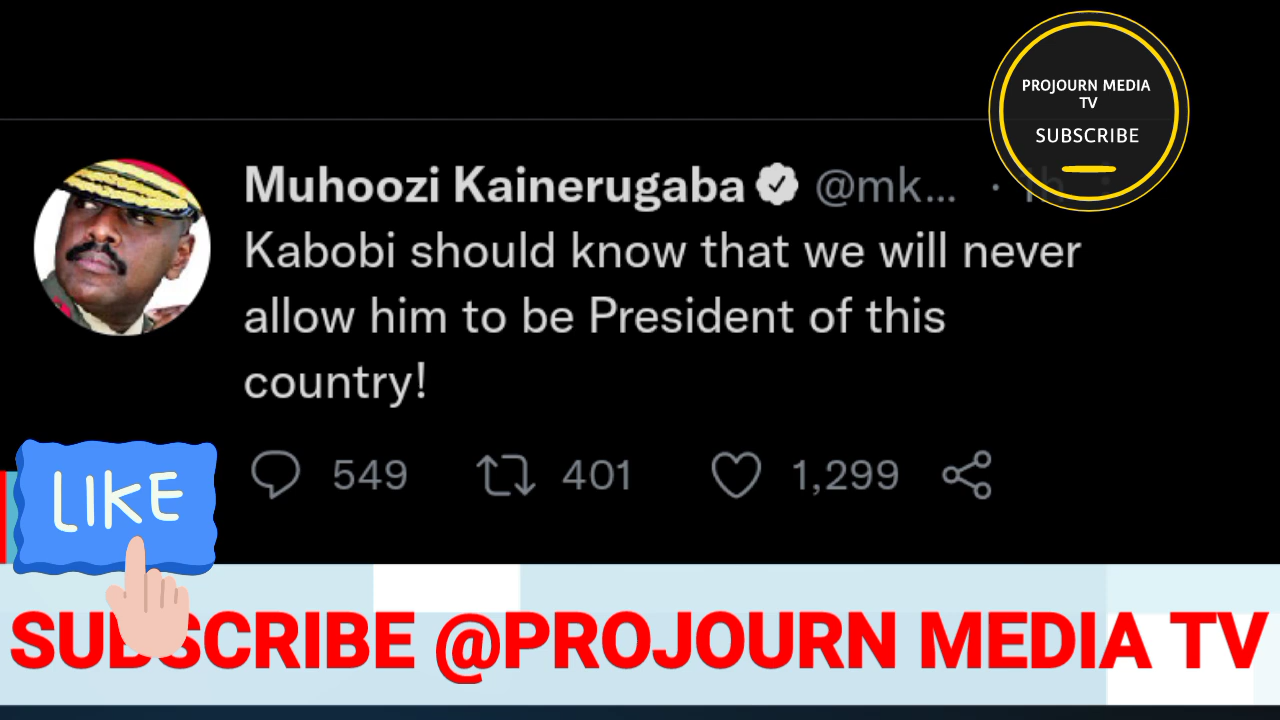 PROJOURN MEDIA
TV
SUBSCRIBE
Muhoozi Kainerugaba @mk... · 1h
Kabobi should know that we will never
allow him to be President of this
country!
549 401 1,299
LIKE
SUBSCRIBE @PROJOURN MEDIA TV